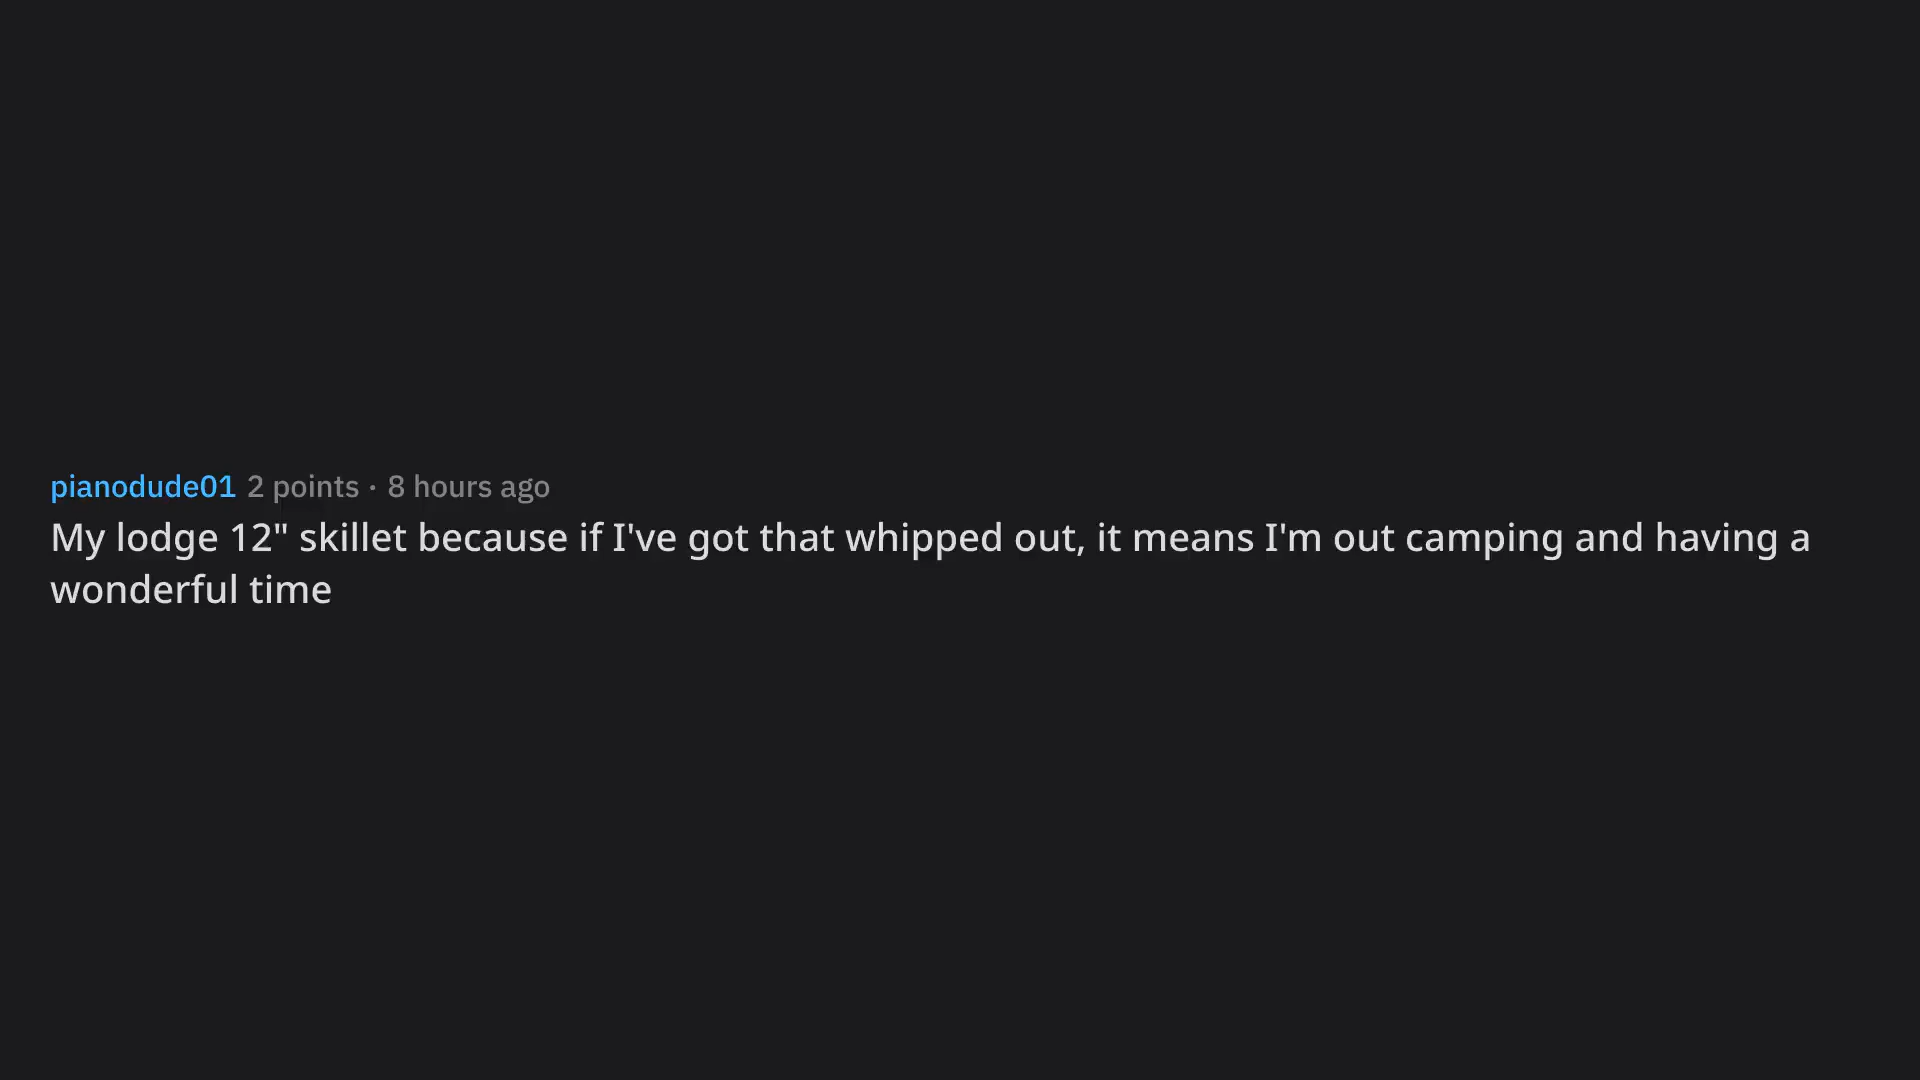 pianodude01 2 points · 8 hours ago
My lodge 12" skillet because if I've got that whipped out, it means I'm out camping and having a
wonderful time